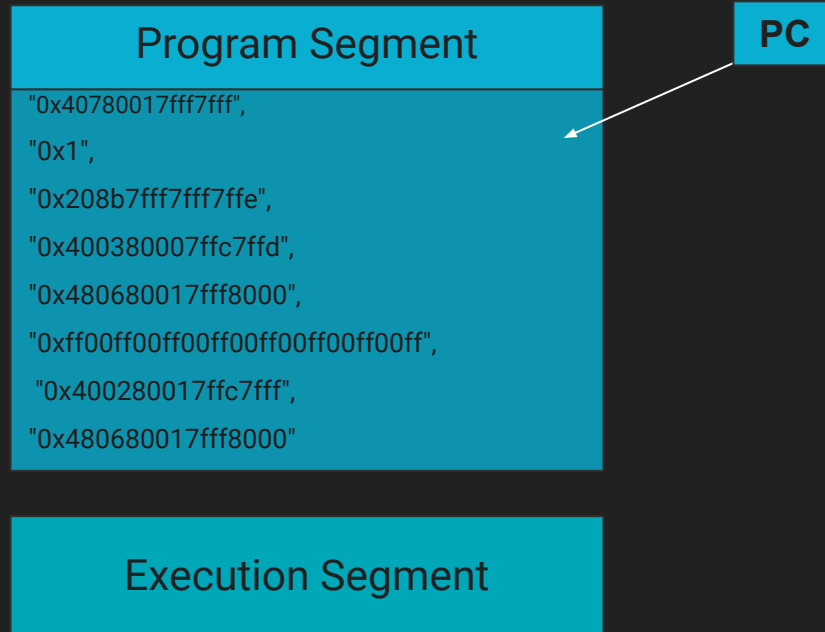 Program Segment
PC
"0x40780017fff7fff",
"0x1",
"0x208b7fff7fff7ffe",
"0x400380007ffc7ffd",
"0x480680017fff8000",
"0xff00ff00ff00ff00ff00ff00ff00ff",
"0x400280017ffc7fff",
"0x480680017fff8000"
Execution Segment